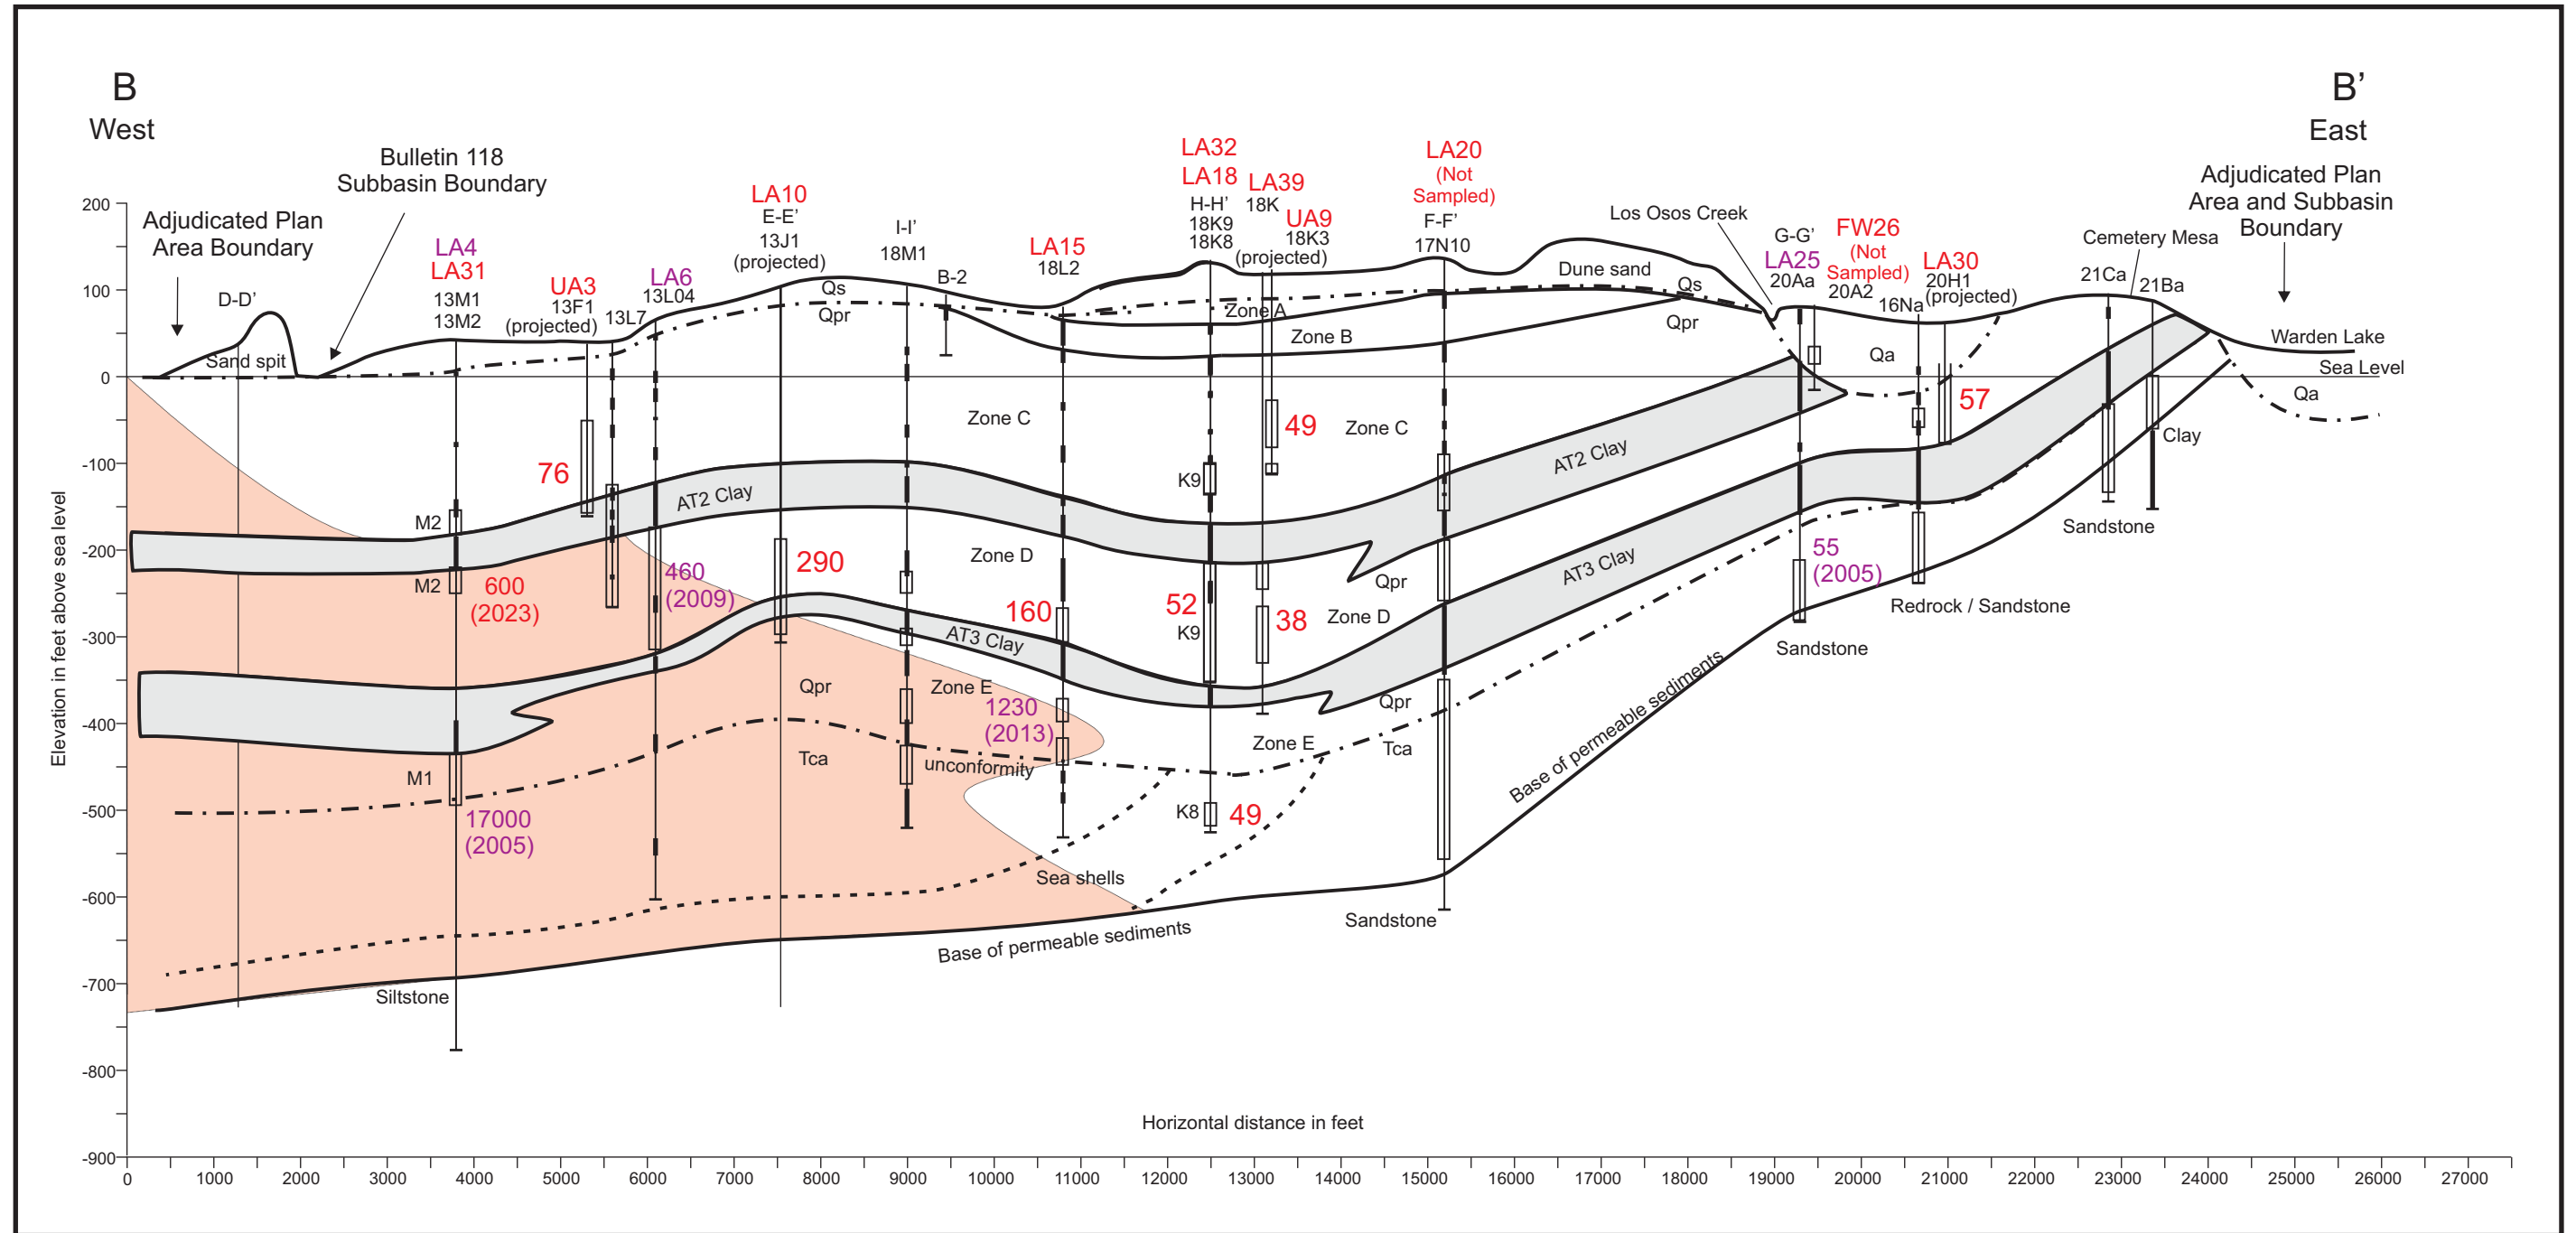 B
West
B’
East
Bulletin 118
Subbasin Boundary
Adjudicated Plan
Area Boundary
Adjudicated Plan
Area and Subbasin
Boundary
D-D’
Sand spit
LA4
LA31
13M1
13M2
UA3
13F1
(projected)
13L7
LA6
13L04
LA10
E-E’
13J1
(projected)
I-I’
18M1
B-2
LA15
18L2
LA32
LA18
H-H’
18K9
18K8
LA39
18K
UA9
18K3
(projected)
LA20
(Not
Sampled)
F-F’
17N10
Los Osos Creek
G-G’
LA25
20Aa
FW26
(Not
Sampled)
20A2
16Na
LA30
20H1
(projected)
Cemetery Mesa
21Ca
21Ba
Warden Lake
Sea Level
Qa
Qa
Clay
Sandstone
Qs
Qpr
Zone A
Zone B
Dune sand
Qs
Qpr
Zone C
Zone C
49
57
76
K9
M2
M2
AT2 Clay
AT2 Clay
600
(2023)
460
(2009)
290
Zone D
160
52
K9
38
Zone D
Qpr
AT3 Clay
AT3 Clay
55
(2005)
Redrock / Sandstone
Sandstone
Qpr
Zone E
1230
(2013)
Qpr
Zone E
Tca
Tca
unconformity
M1
17000
(2005)
K8
49
Base of permeable sediments
Sea shells
Sandstone
Base of permeable sediments
Siltstone
Elevation in feet above sea level
200
100
0
-100
-200
-300
-400
-500
-600
-700
-800
-900
Horizontal distance in feet
0 1000 2000 3000 4000 5000 6000 7000 8000 9000 10000 11000 12000 13000 14000 15000 16000 17000 18000 19000 20000 21000 22000 23000 24000 25000 26000 27000